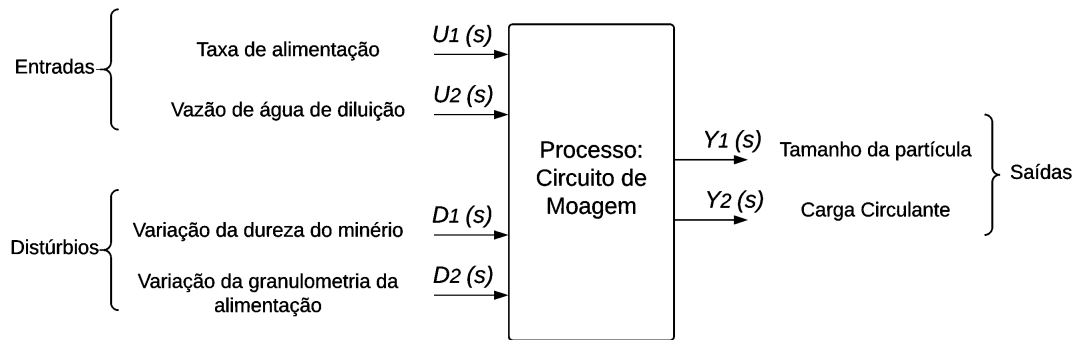 Entradas
Taxa de alimentação
U1 (s)
Vazão de água de diluição
U2 (s)
Distúrbios
Variação da dureza do minério
D1 (s)
Variação da granulometria da
alimentação
D2 (s)
Processo:
Circuito de
Moagem
Y1 (s)
Tamanho da partícula
Y2 (s)
Carga Circulante
Saídas